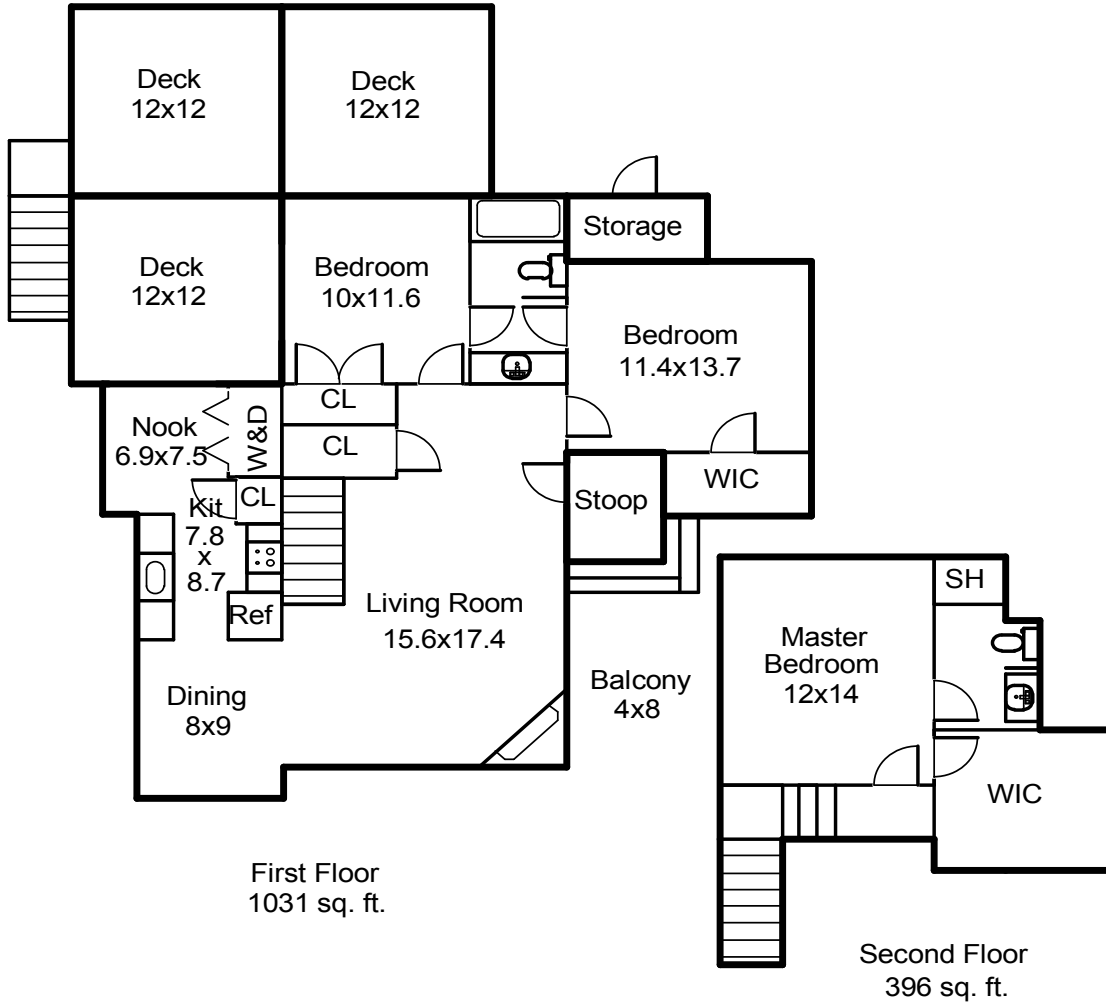 Deck
12x12
Deck
12x12
Storage
Deck
12x12
Bedroom
10x11.6
Bedroom
11.4x13.7
CL
Nook
6.9x7.5
W&D
CL
WIC
CL
Stoop
Kit
7.8
x
8.7
Ref
Living Room
15.6x17.4
SH
Master
Bedroom
12x14
Dining
8x9
Balcony
4x8
WIC
First Floor
1031 sq. ft.
Second Floor
396 sq. ft.